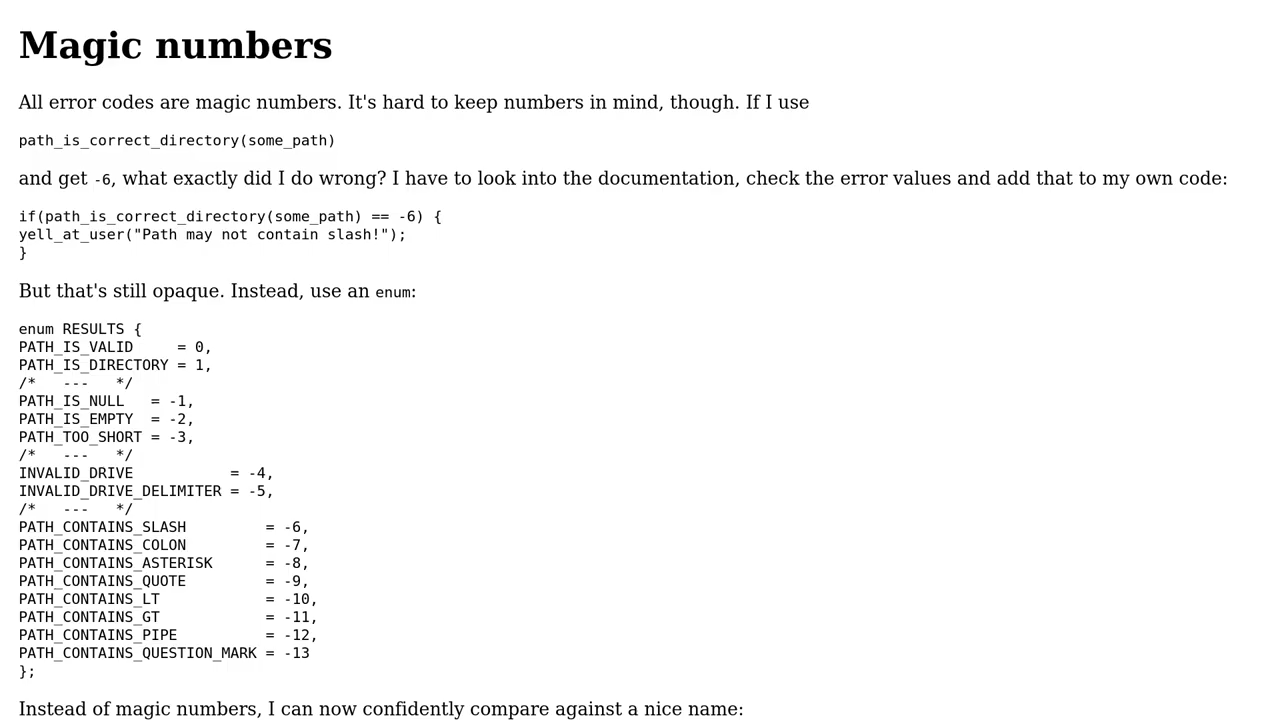 Magic numbers
All error codes are magic numbers. It's hard to keep numbers in mind, though. If I use
path_is_correct_directory(some_path)
and get -6, what exactly did I do wrong? I have to look into the documentation, check the error values and add that to my own code:
if(path_is_correct_directory(some_path) == -6) {
yell_at_user("Path may not contain slash!");
}
But that's still opaque. Instead, use an enum:
enum RESULTS {
PATH_IS_VALID     = 0,
PATH_IS_DIRECTORY = 1,
/*   ---   */
PATH_IS_NULL   = -1,
PATH_IS_EMPTY  = -2,
PATH_TOO_SHORT = -3,
/*   ---   */
INVALID_DRIVE           = -4,
INVALID_DRIVE_DELIMITER = -5,
/*   ---   */
PATH_CONTAINS_SLASH         = -6,
PATH_CONTAINS_COLON         = -7,
PATH_CONTAINS_ASTERISK      = -8,
PATH_CONTAINS_QUOTE         = -9,
PATH_CONTAINS_LT            = -10,
PATH_CONTAINS_GT            = -11,
PATH_CONTAINS_PIPE          = -12,
PATH_CONTAINS_QUESTION_MARK = -13
};
Instead of magic numbers, I can now confidently compare against a nice name: